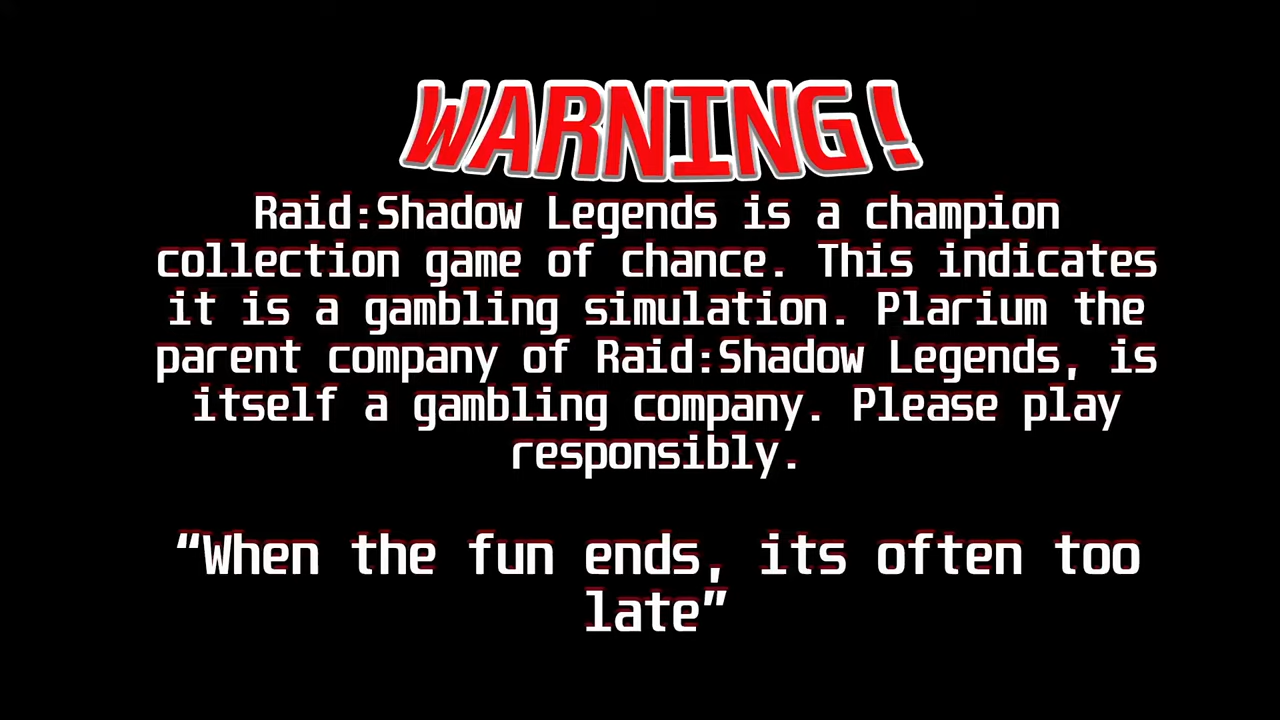 WARNING!
Raid:Shadow Legends is a champion
collection game of chance. This indicates
it is a gambling simulation. Plarium the
parent company of Raid:Shadow Legends, is
itself a gambling company. Please play
responsibly.
“When the fun ends, its often too
late”